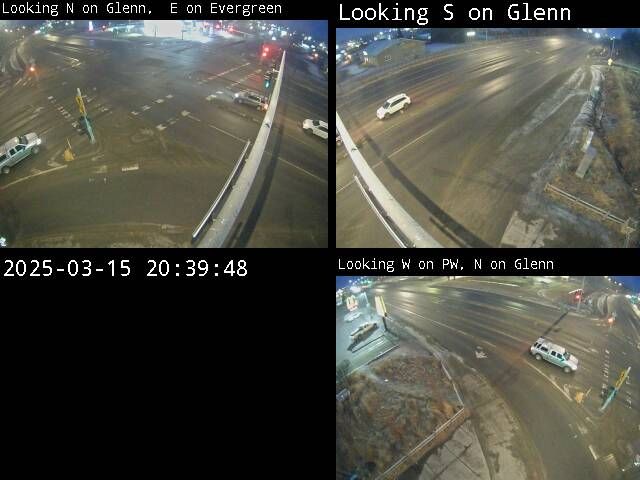 Looking N on Glenn,  E on Evergreen
Looking S on Glenn
2025-03-15 20:39:48
Looking W on PW, N on Glenn